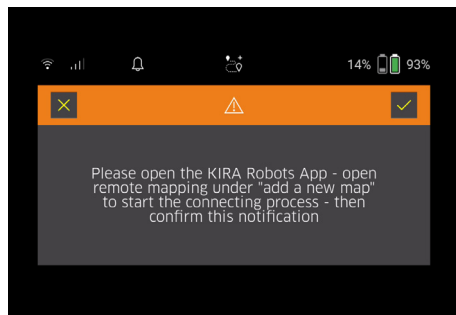 14% 93%
Please open the KIRA Robots App - open
remote mapping under "add a new map"
to start the connecting process - then
confirm this notification